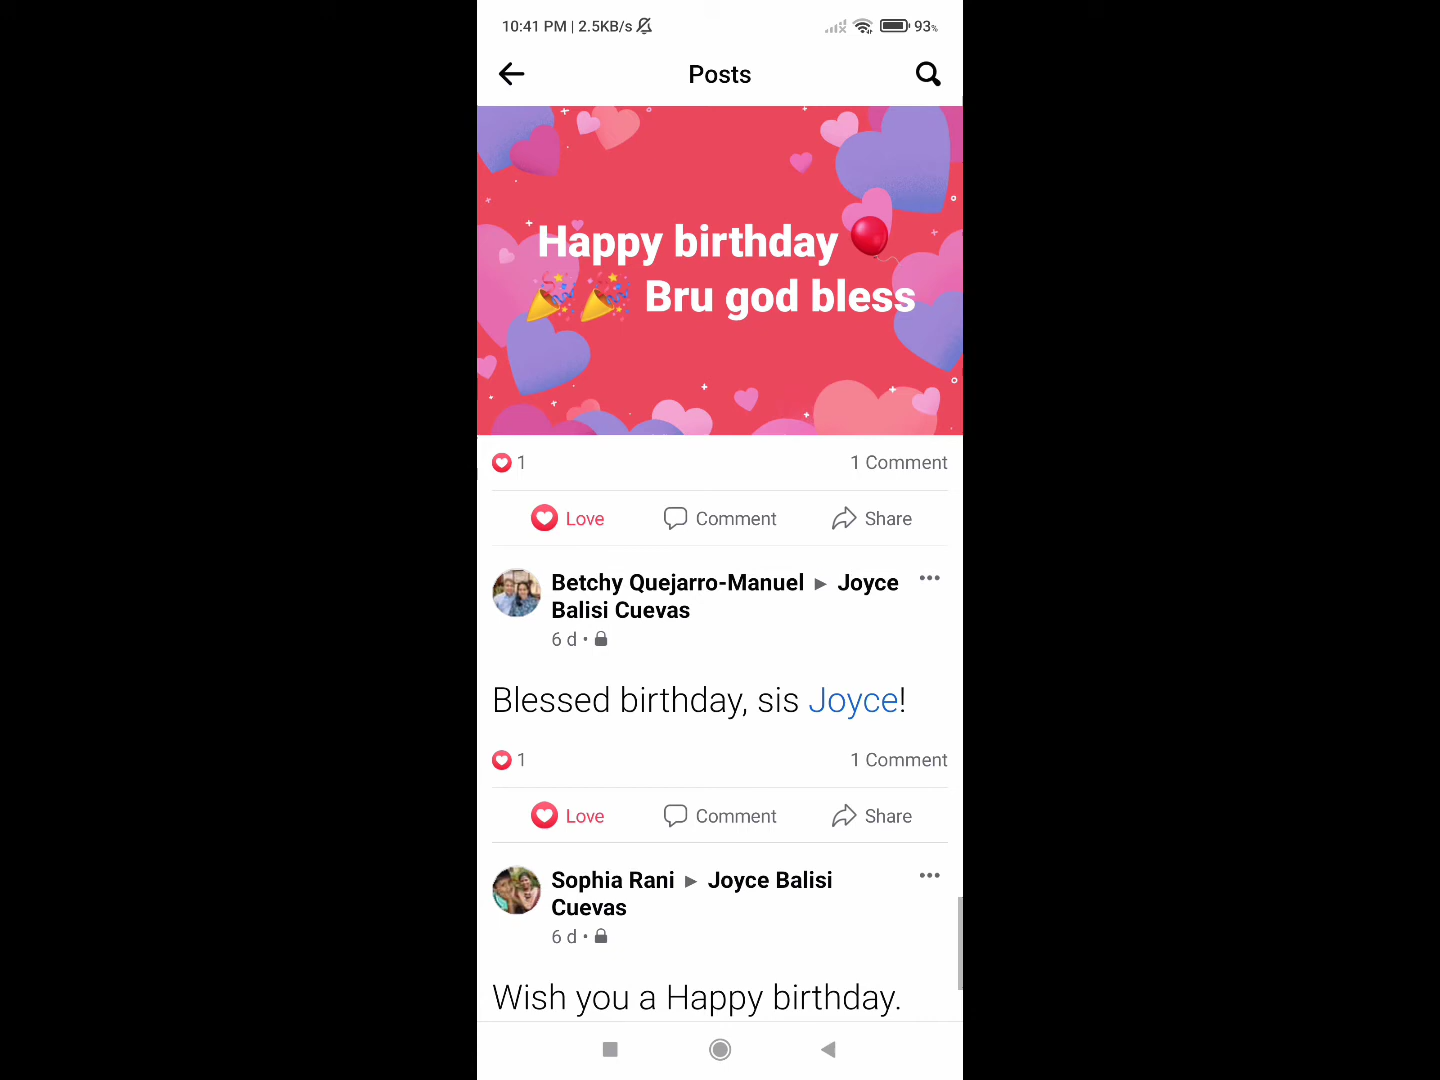 10:41 PM | 2.5KB/s
93%
Posts
Happy birthday 🎈
🎉🎉 Bru god bless
1
1 Comment
Love
Comment
Share
Betchy Quejarro-Manuel ▶ Joyce
Balisi Cuevas
6 d •
Blessed birthday, sis Joyce!
1
1 Comment
Love
Comment
Share
Sophia Rani ▶ Joyce Balisi
Cuevas
6 d •
Wish you a Happy birthday.